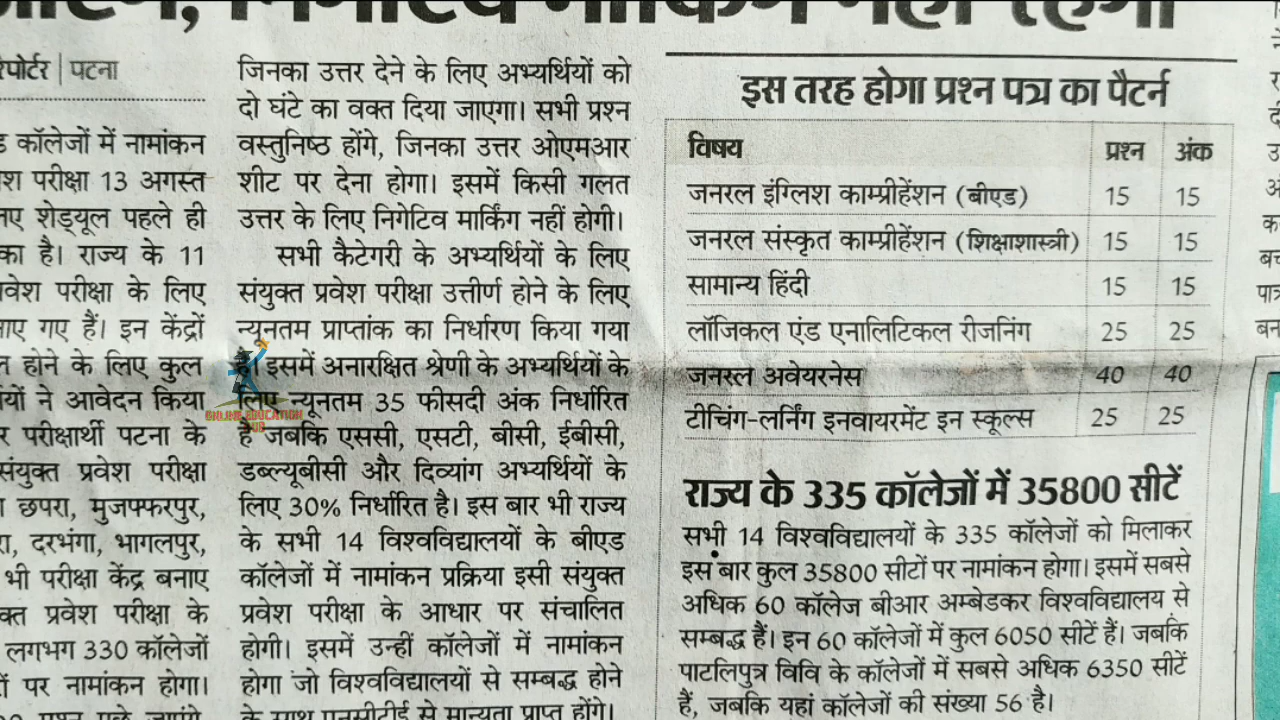 रिपोर्टर | पटना
कॉलेजों में नामांकन
परीक्षा 13 अगस्त
शेड्यूल पहले ही
का है। राज्य के 11
परीक्षा के लिए
गए हैं। इन केंद्रों
होने के लिए कुल
ने आवेदन किया
परीक्षार्थी पटना के
संयुक्त प्रवेश परीक्षा
छपरा, मुजफ्फरपुर,
दरभंगा, भागलपुर,
भी परीक्षा केंद्र बनाए
प्रवेश परीक्षा के
लगभग 330 कॉलेजों
पर नामांकन होगा।
जिनका उत्तर देने के लिए अभ्यर्थियों को
दो घंटे का वक्त दिया जाएगा। सभी प्रश्न
वस्तुनिष्ठ होंगे, जिनका उत्तर ओएमआर
शीट पर देना होगा। इसमें किसी गलत
उत्तर के लिए निगेटिव मार्किंग नहीं होगी।
सभी कैटेगरी के अभ्यर्थियों के लिए
संयुक्त प्रवेश परीक्षा उत्तीर्ण होने के लिए
न्यूनतम प्राप्तांक का निर्धारण किया गया
है। इसमें अनारक्षित श्रेणी के अभ्यर्थियों के
लिए न्यूनतम 35 फीसदी अंक निर्धारित
है जबकि एससी, एसटी, बीसी, ईबीसी,
डब्ल्यूबीसी और दिव्यांग अभ्यर्थियों के
लिए 30% निर्धारित है। इस बार भी राज्य
के सभी 14 विश्वविद्यालयों के बीएड
कॉलेजों में नामांकन प्रक्रिया इसी संयुक्त
प्रवेश परीक्षा के आधार पर संचालित
होगी। इसमें उन्हीं कॉलेजों में नामांकन
होगा जो विश्वविद्यालयों से सम्बद्ध होने
के साथ एनसीटीई से मान्यता प्राप्त होंगे।
ONLINE EDUCATION
HUB
इस तरह होगा प्रश्न पत्र का पैटर्न
विषय प्रश्न अंक
जनरल इंग्लिश काम्प्रीहेंशन (बीएड) 15 15
जनरल संस्कृत काम्प्रीहेंशन (शिक्षाशास्त्री) 15 15
सामान्य हिंदी 15 15
लॉजिकल एंड एनालिटिकल रीजनिंग 25 25
जनरल अवेयरनेस 40 40
टीचिंग-लर्निंग इनवायरमेंट इन स्कूल्स 25 25
राज्य के 335 कॉलेजों में 35800 सीटें
सभी 14 विश्वविद्यालयों के 335 कॉलेजों को मिलाकर
इस बार कुल 35800 सीटों पर नामांकन होगा। इसमें सबसे
अधिक 60 कॉलेज बीआर अम्बेडकर विश्वविद्यालय से
सम्बद्ध हैं। इन 60 कॉलेजों में कुल 6050 सीटें हैं। जबकि
पाटलिपुत्र विवि के कॉलेजों में सबसे अधिक 6350 सीटें
हैं, जबकि यहां कॉलेजों की संख्या 56 है।